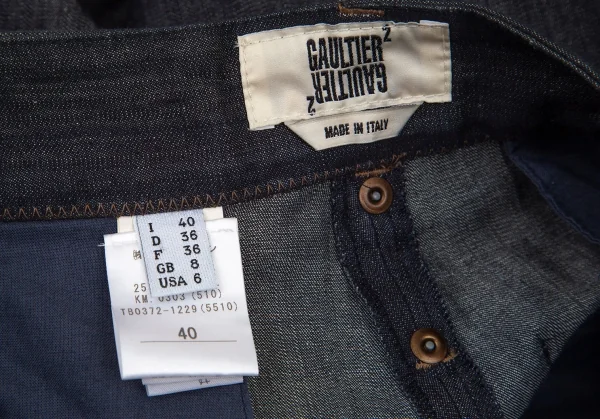 GAULTIER²
GAULTIER²
MADE IN ITALY
I 40
D 36
F 36
GB 8
USA 6
25
KM: 0303 (510)
TB0372-1229(5510)
40